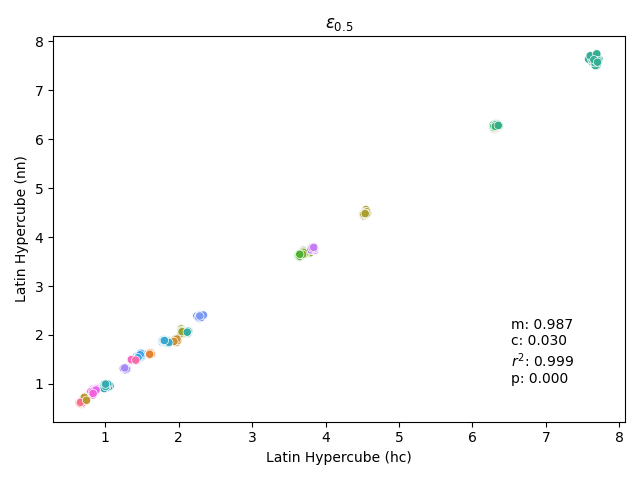 ε0.5
8
7
6
5
4
3
2
1
Latin Hypercube (nn)
m: 0.987
c: 0.030
r²: 0.999
p: 0.000
1 2 3 4 5 6 7 8
Latin Hypercube (hc)